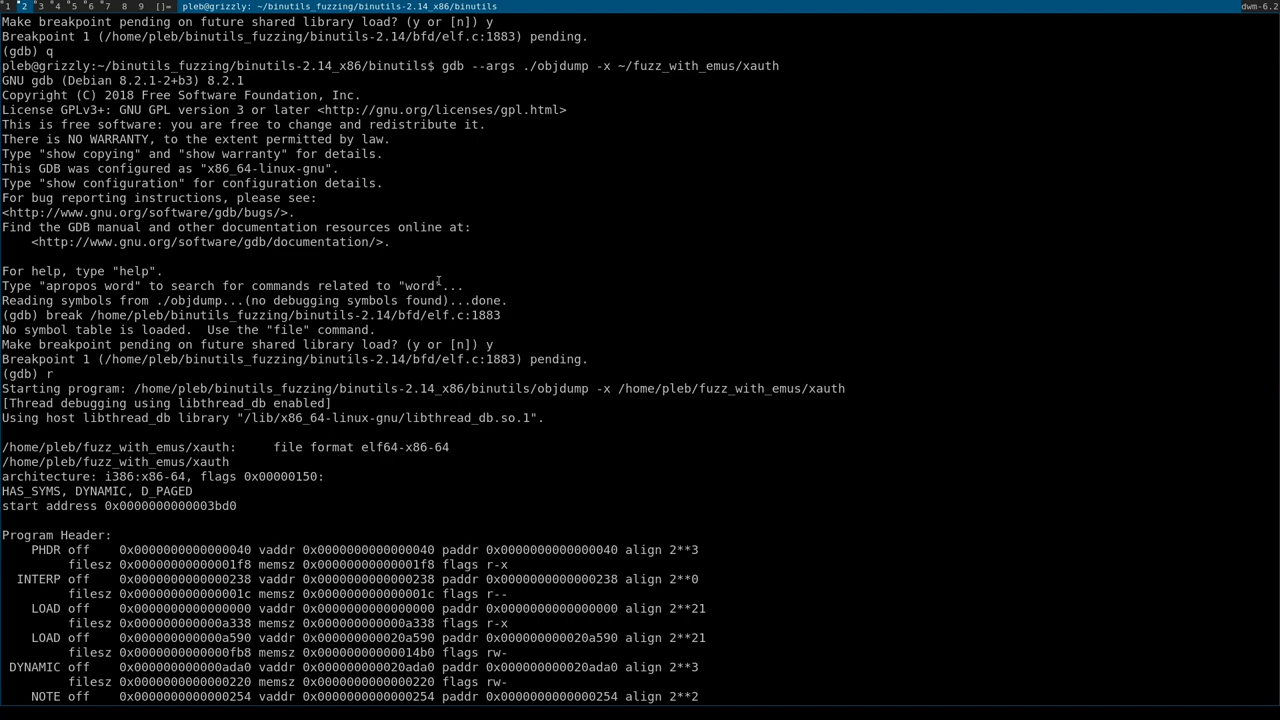 1 2 3 4 5 6 7 8 9 []= pleb@grizzly: ~/binutils_fuzzing/binutils-2.14_x86/binutils dwm-6.2
Make breakpoint pending on future shared library load? (y or [n]) y
Breakpoint 1 (/home/pleb/binutils_fuzzing/binutils-2.14/bfd/elf.c:1883) pending.
(gdb) q
pleb@grizzly:~/binutils_fuzzing/binutils-2.14_x86/binutils$ gdb --args ./objdump -x ~/fuzz_with_emus/xauth
GNU gdb (Debian 8.2.1-2+b3) 8.2.1
Copyright (C) 2018 Free Software Foundation, Inc.
License GPLv3+: GNU GPL version 3 or later <http://gnu.org/licenses/gpl.html>
This is free software: you are free to change and redistribute it.
There is NO WARRANTY, to the extent permitted by law.
Type "show copying" and "show warranty" for details.
This GDB was configured as "x86_64-linux-gnu".
Type "show configuration" for configuration details.
For bug reporting instructions, please see:
<http://www.gnu.org/software/gdb/bugs/>.
Find the GDB manual and other documentation resources online at:
    <http://www.gnu.org/software/gdb/documentation/>.
For help, type "help".
Type "apropos word" to search for commands related to "word"...
Reading symbols from ./objdump...(no debugging symbols found)...done.
(gdb) break /home/pleb/binutils_fuzzing/binutils-2.14/bfd/elf.c:1883
No symbol table is loaded.  Use the "file" command.
Make breakpoint pending on future shared library load? (y or [n]) y
Breakpoint 1 (/home/pleb/binutils_fuzzing/binutils-2.14/bfd/elf.c:1883) pending.
(gdb) r
Starting program: /home/pleb/binutils_fuzzing/binutils-2.14_x86/binutils/objdump -x /home/pleb/fuzz_with_emus/xauth
[Thread debugging using libthread_db enabled]
Using host libthread_db library "/lib/x86_64-linux-gnu/libthread_db.so.1".
/home/pleb/fuzz_with_emus/xauth:     file format elf64-x86-64
/home/pleb/fuzz_with_emus/xauth
architecture: i386:x86-64, flags 0x00000150:
HAS_SYMS, DYNAMIC, D_PAGED
start address 0x0000000000003bd0
Program Header:
    PHDR off    0x0000000000000040 vaddr 0x0000000000000040 paddr 0x0000000000000040 align 2**3
         filesz 0x00000000000001f8 memsz 0x00000000000001f8 flags r-x
  INTERP off    0x0000000000000238 vaddr 0x0000000000000238 paddr 0x0000000000000238 align 2**0
         filesz 0x000000000000001c memsz 0x000000000000001c flags r--
    LOAD off    0x0000000000000000 vaddr 0x0000000000000000 paddr 0x0000000000000000 align 2**21
         filesz 0x000000000000a338 memsz 0x000000000000a338 flags r-x
    LOAD off    0x000000000000a590 vaddr 0x000000000020a590 paddr 0x000000000020a590 align 2**21
         filesz 0x0000000000000fb8 memsz 0x00000000000014b0 flags rw-
 DYNAMIC off    0x000000000000ada0 vaddr 0x000000000020ada0 paddr 0x000000000020ada0 align 2**3
         filesz 0x0000000000000220 memsz 0x0000000000000220 flags rw-
    NOTE off    0x0000000000000254 vaddr 0x0000000000000254 paddr 0x0000000000000254 align 2**2